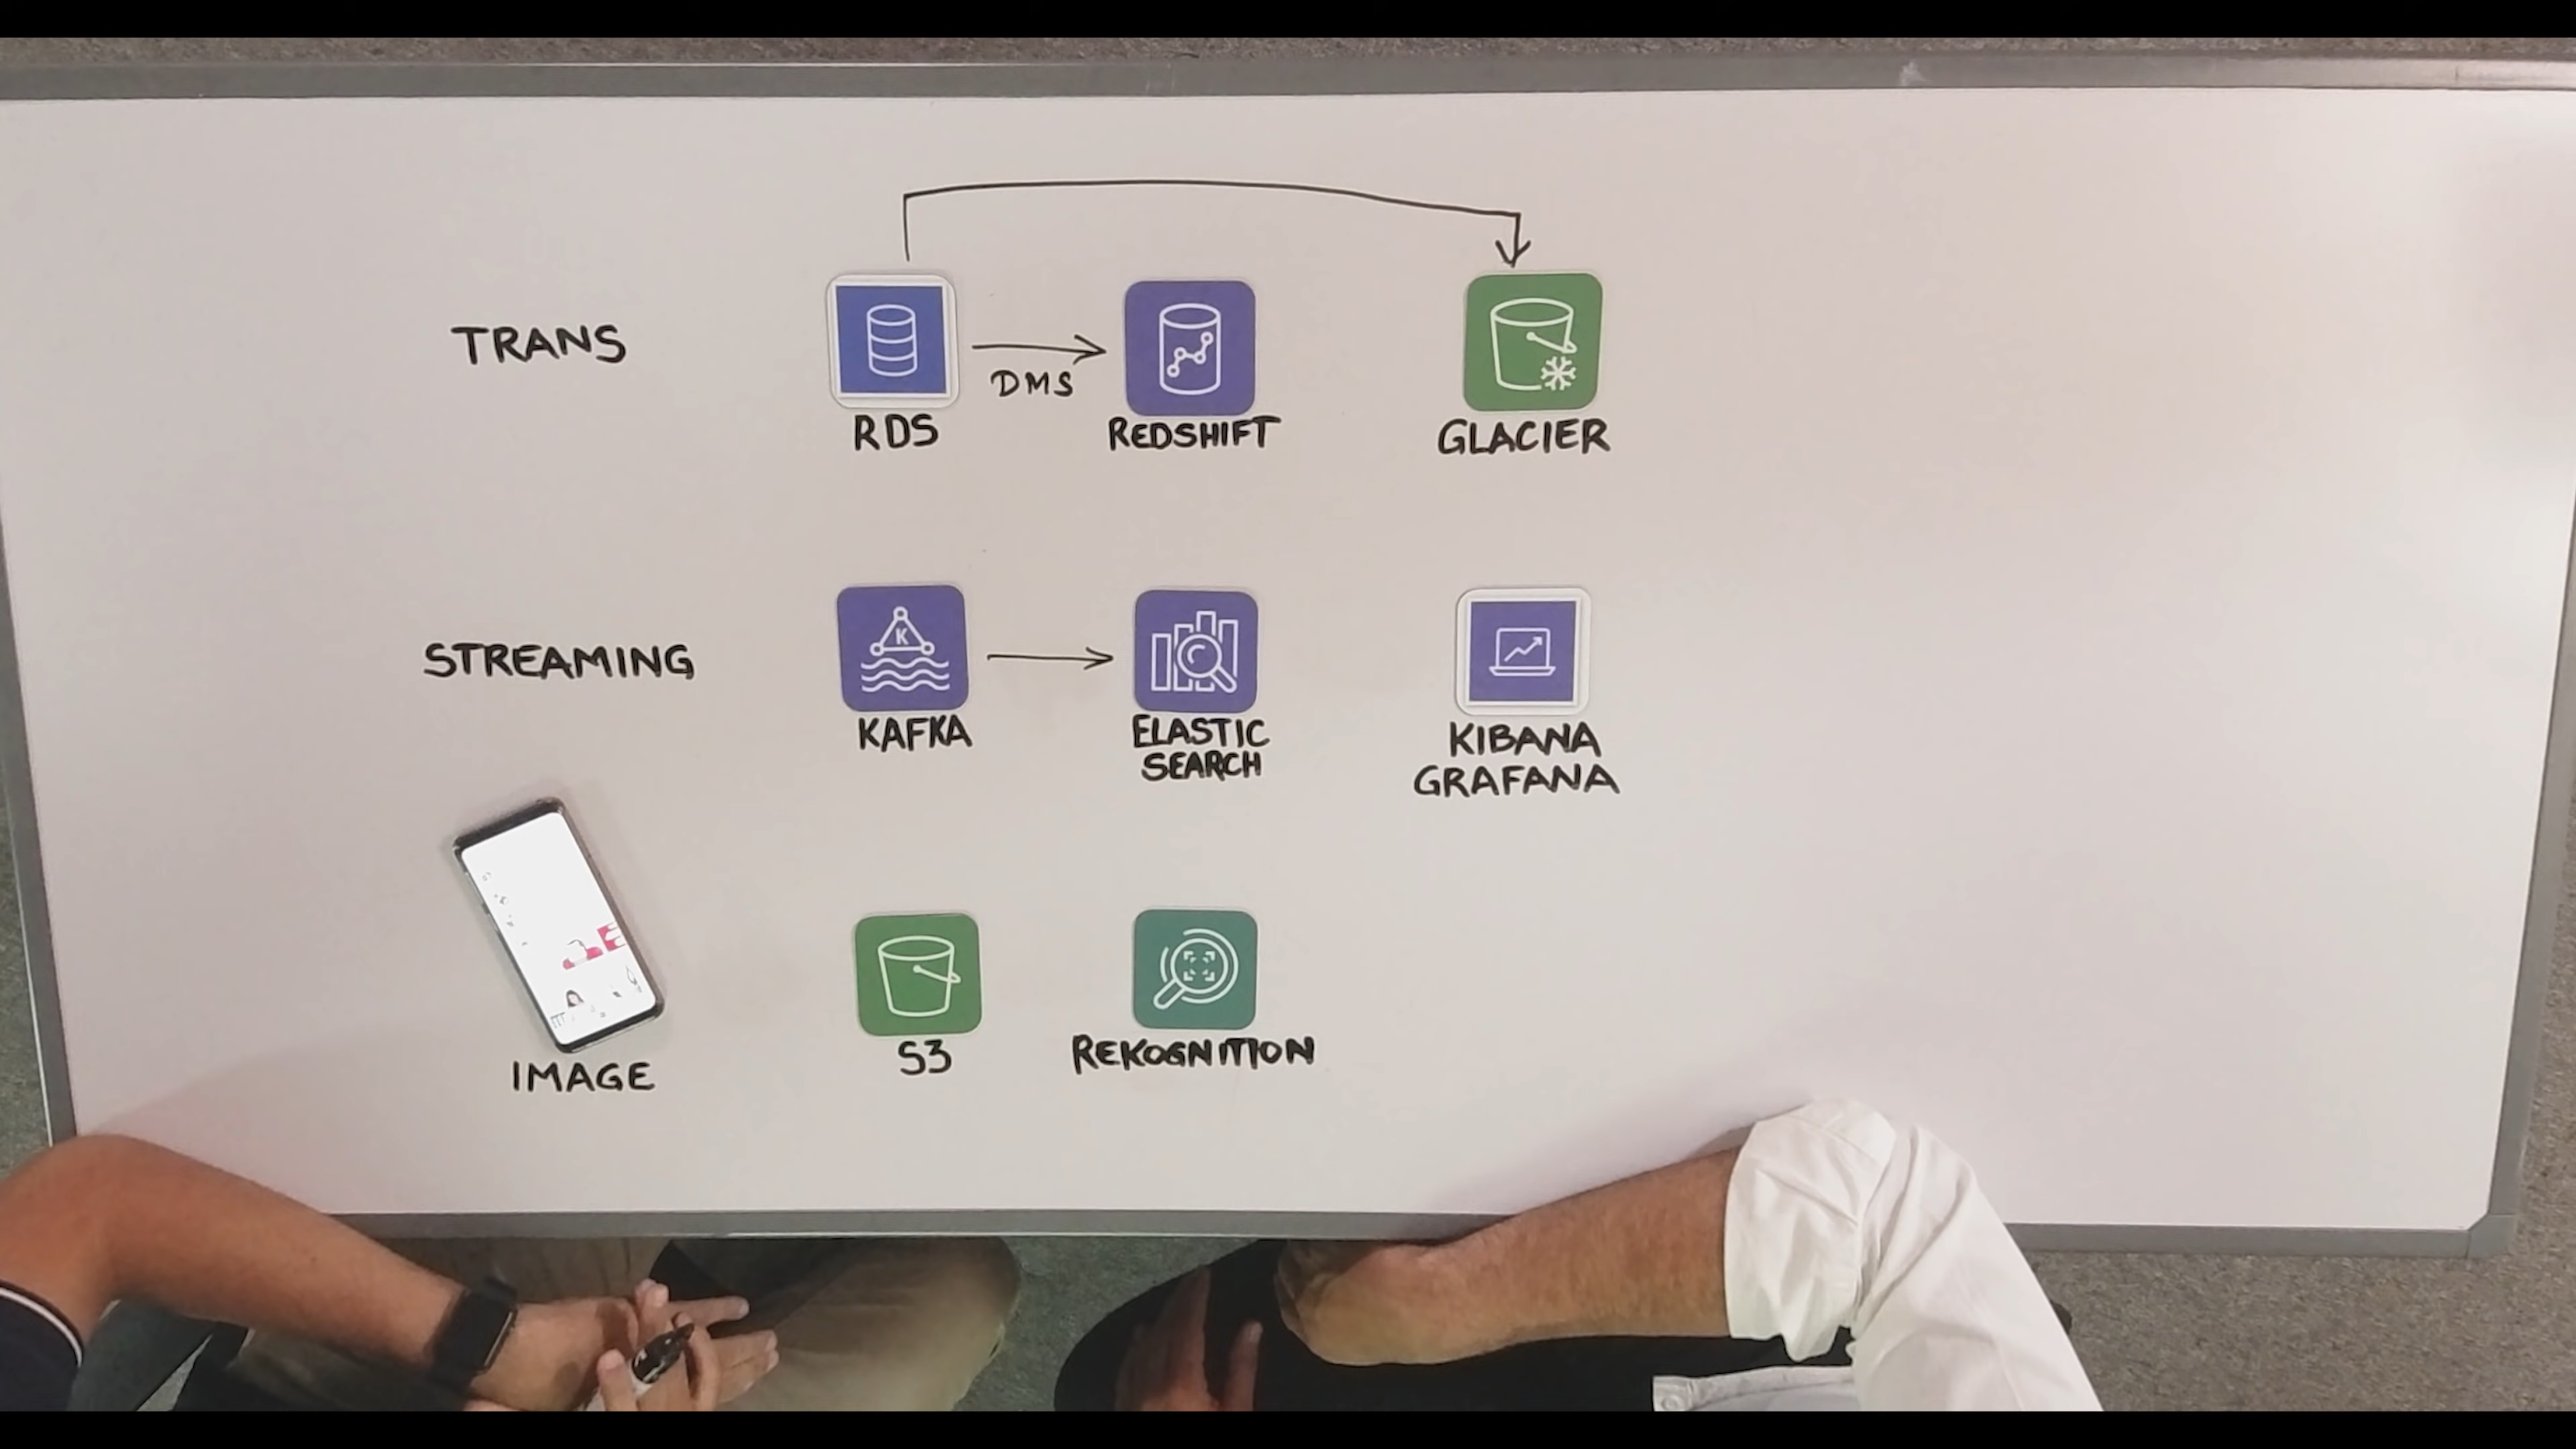 TRANS
DMS
RDS
REDSHIFT
GLACIER
STREAMING
K
KAFKA
ELASTIC
SEARCH
KIBANA
GRAFANA
IMAGE
S3
REKOGNITION